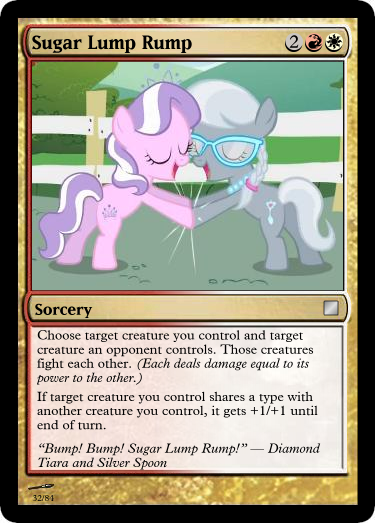 Sugar Lump Rump 2
Sorcery
Choose target creature you control and target
creature an opponent controls. Those creatures
fight each other. (Each deals damage equal to its
power to the other.)
If target creature you control shares a type with
another creature you control, it gets +1/+1 until
end of turn.
“Bump! Bump! Sugar Lump Rump!” — Diamond
Tiara and Silver Spoon
32/84